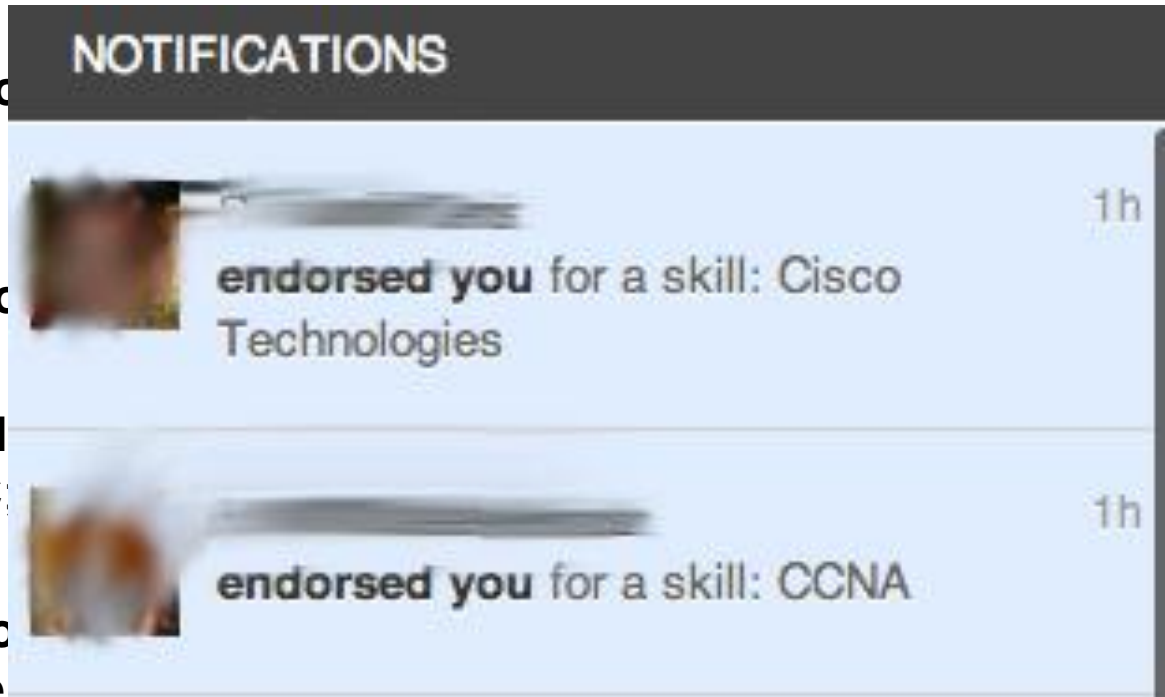 NOTIFICATIONS
1h
endorsed you for a skill: Cisco
Technologies
1h
endorsed you for a skill: CCNA